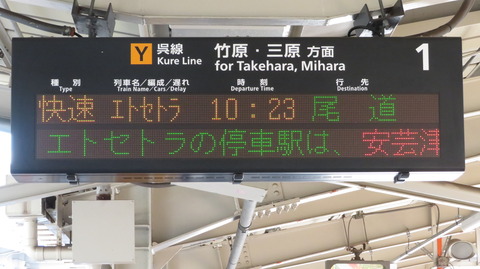 Y 呉線 竹原・三原 方面 1
Kure Line for Takehara, Mihara
種別 列車名/編成/遅れ 時刻 行先
Type Train Name/Cars/Delay Departure Time Destination
快速 エトセトラ 10:23 尾道
エトセトラの停車駅は、安芸津